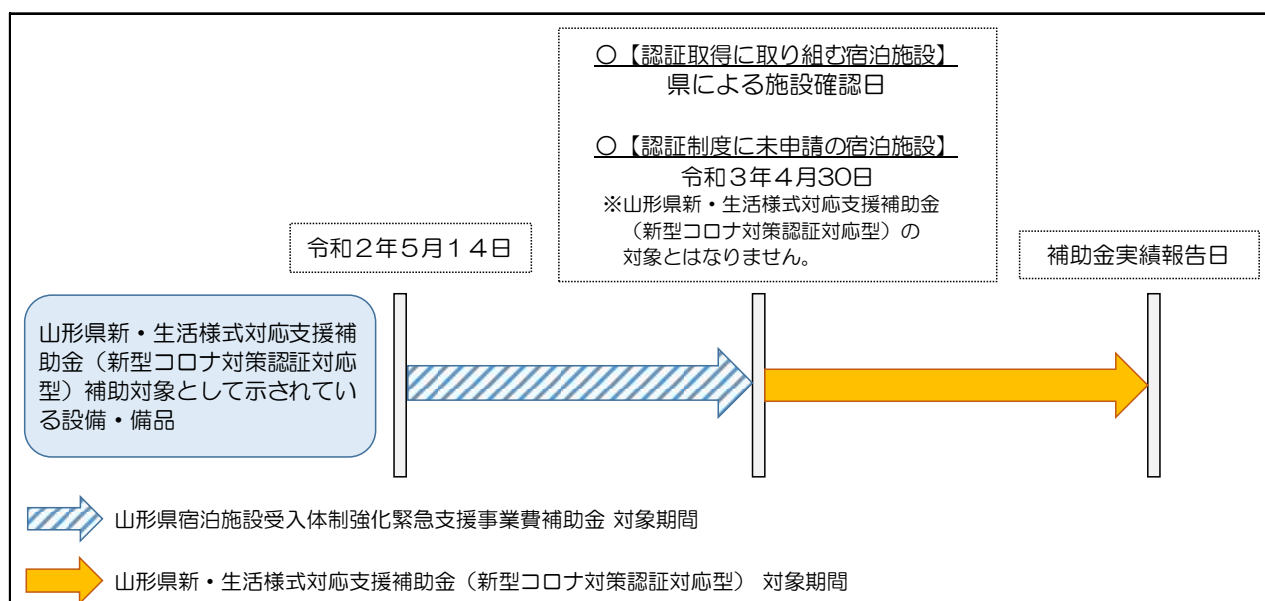 〇【認証取得に取り組む宿泊施設】
県による施設確認日
〇【認証制度に未申請の宿泊施設】
令和３年４月30日
※山形県新・生活様式対応支援補助金
（新型コロナ対策認証対応型）の
対象とはなりません。
令和２年５月１４日
補助金実績報告日
山形県新・生活様式対応支援補
助金（新型コロナ対策認証対応
型）補助対象として示されてい
る設備・備品
山形県宿泊施設受入体制強化緊急支援事業費補助金 対象期間
山形県新・生活様式対応支援補助金（新型コロナ対策認証対応型） 対象期間